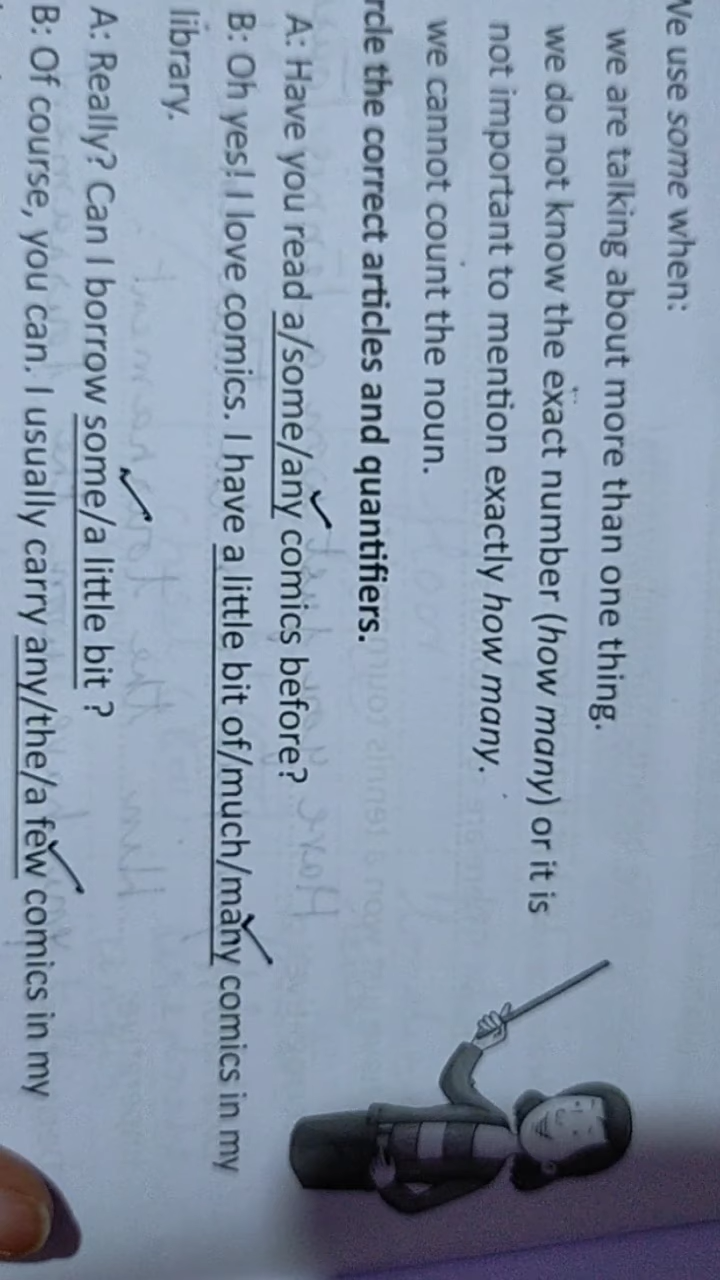 We use some when:
we are talking about more than one thing.
we do not know the exact number (how many) or it is
not important to mention exactly how many.
we cannot count the noun.
rcle the correct articles and quantifiers.
A: Have you read a/some/any comics before?
B: Oh yes! I love comics. I have a little bit of/much/many comics in my
library.
A: Really? Can I borrow some/a little bit ?
B: Of course, you can. I usually carry any/the/a few comics in my